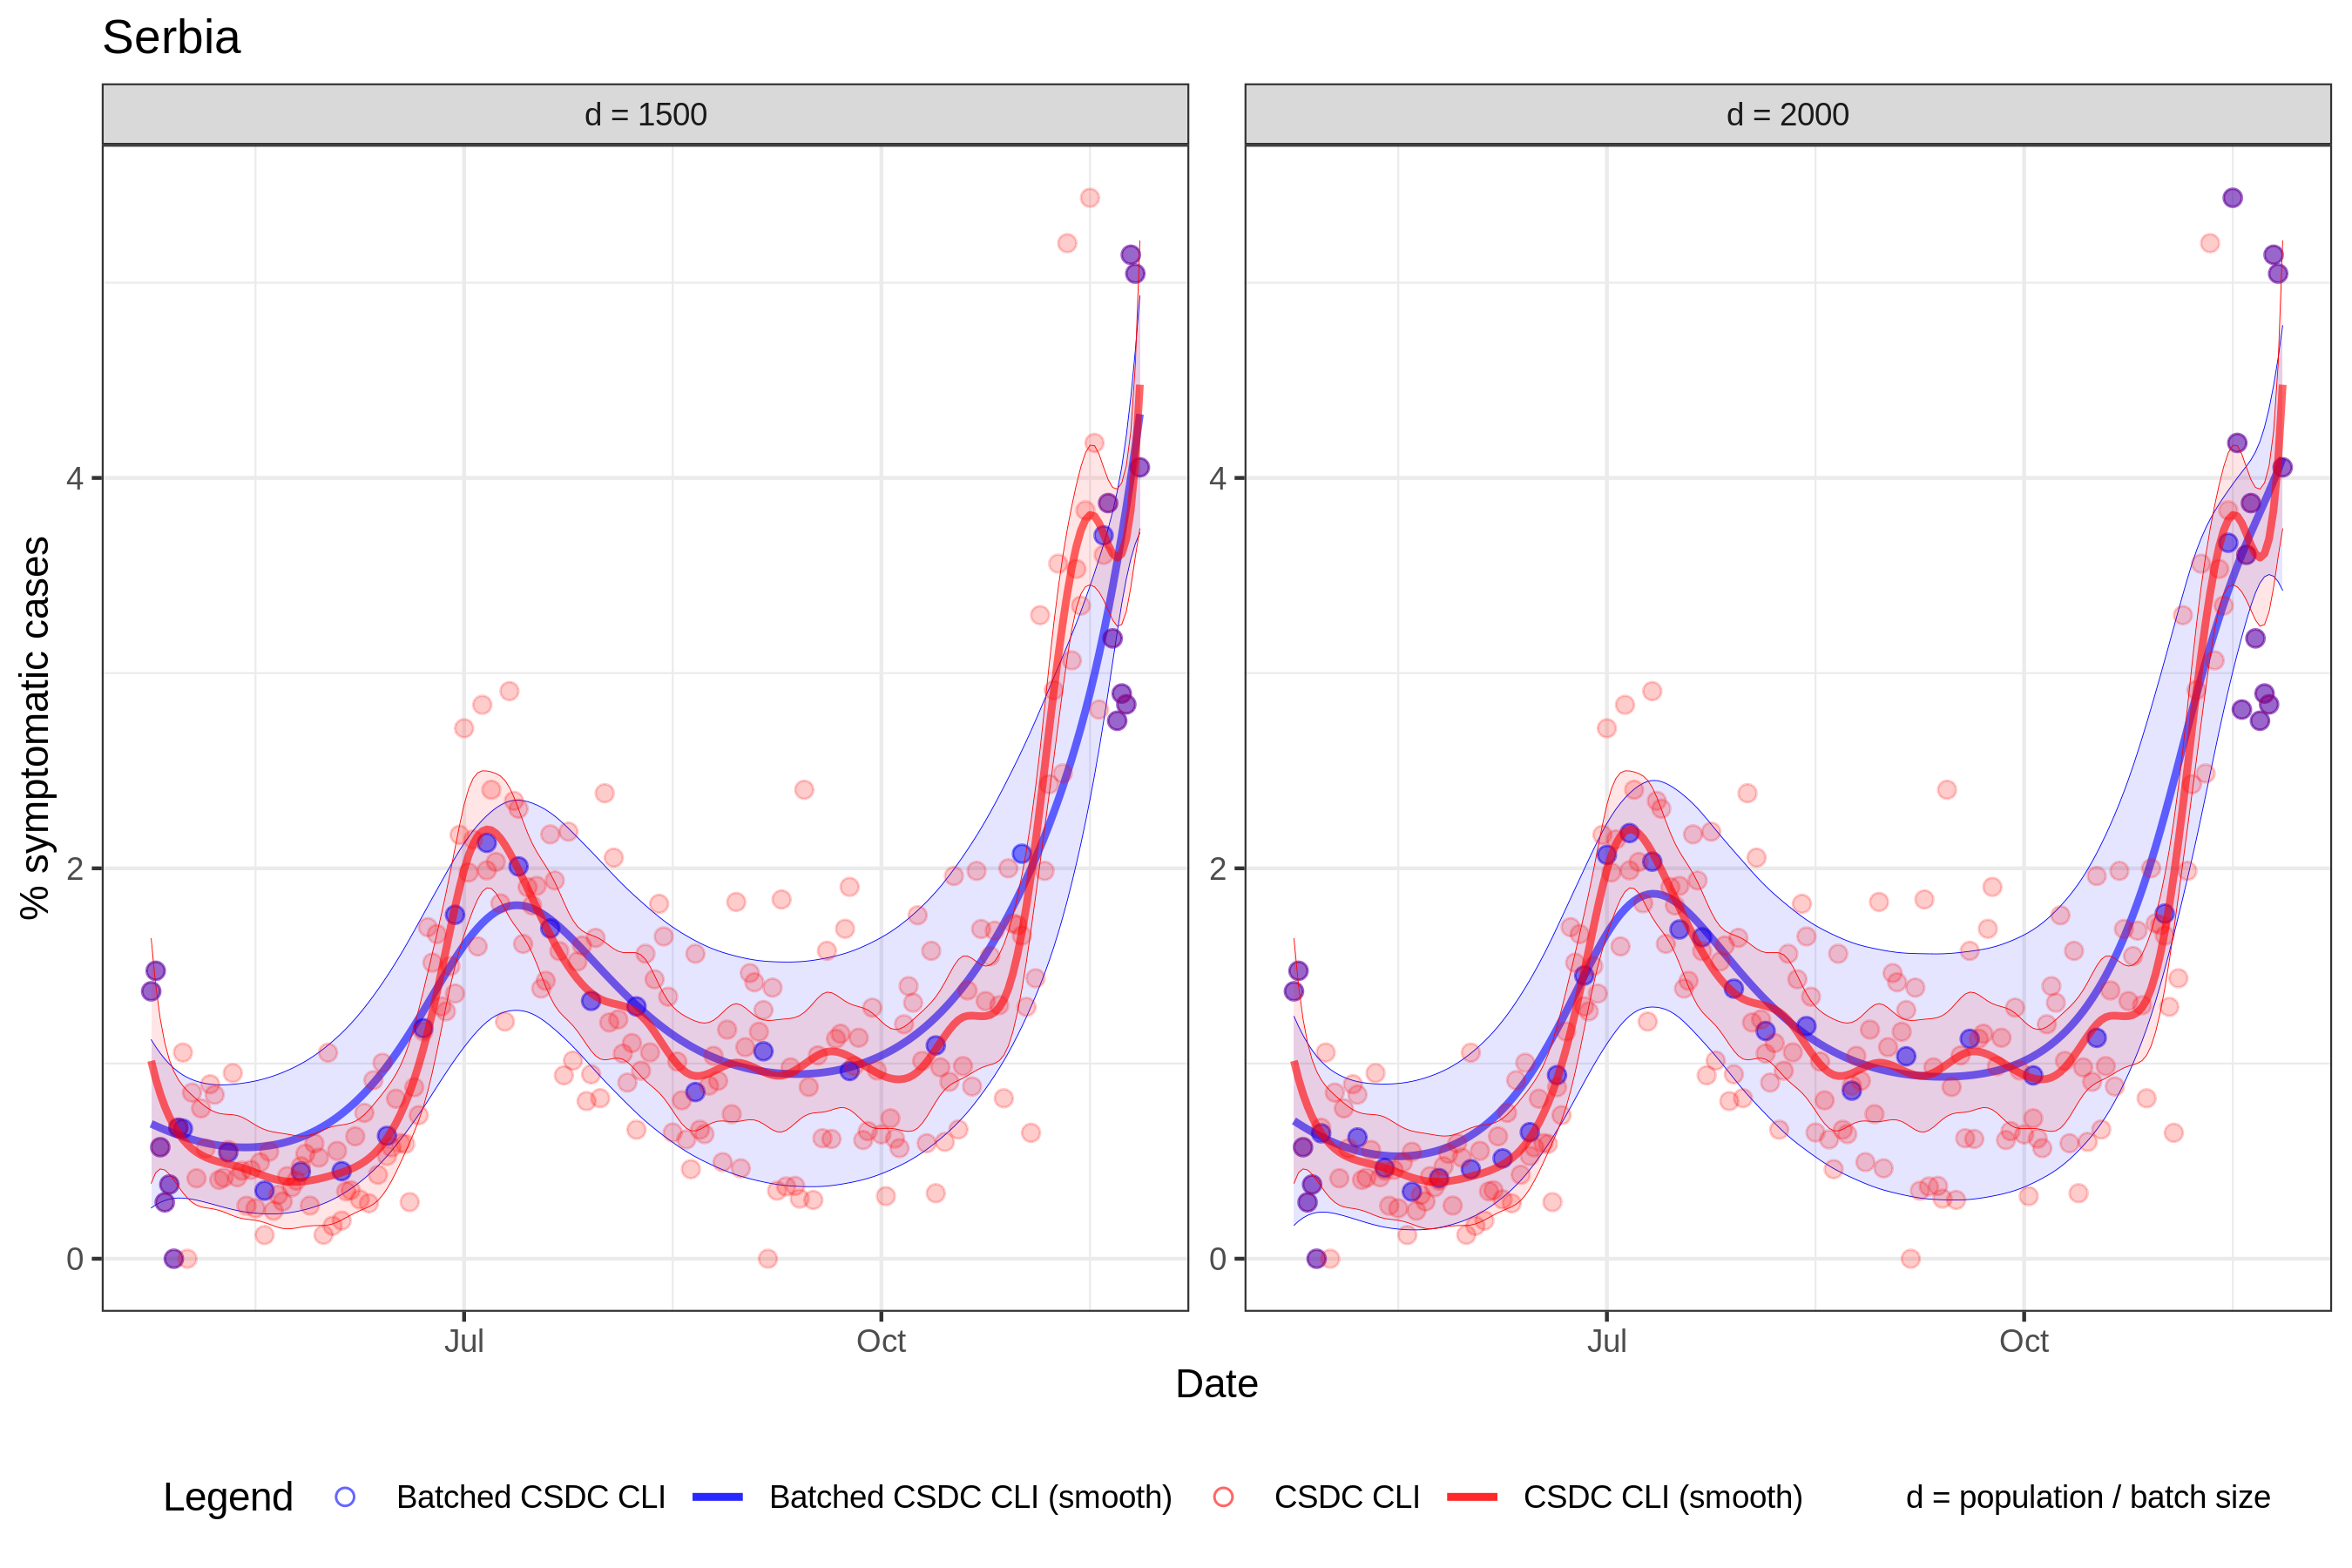 Serbia
d = 1500
d = 2000
% symptomatic cases
4
2
0
4
2
0
Jul
Oct
Jul
Oct
Date
Legend
Batched CSDC CLI
Batched CSDC CLI (smooth)
CSDC CLI
CSDC CLI (smooth)
d = population / batch size